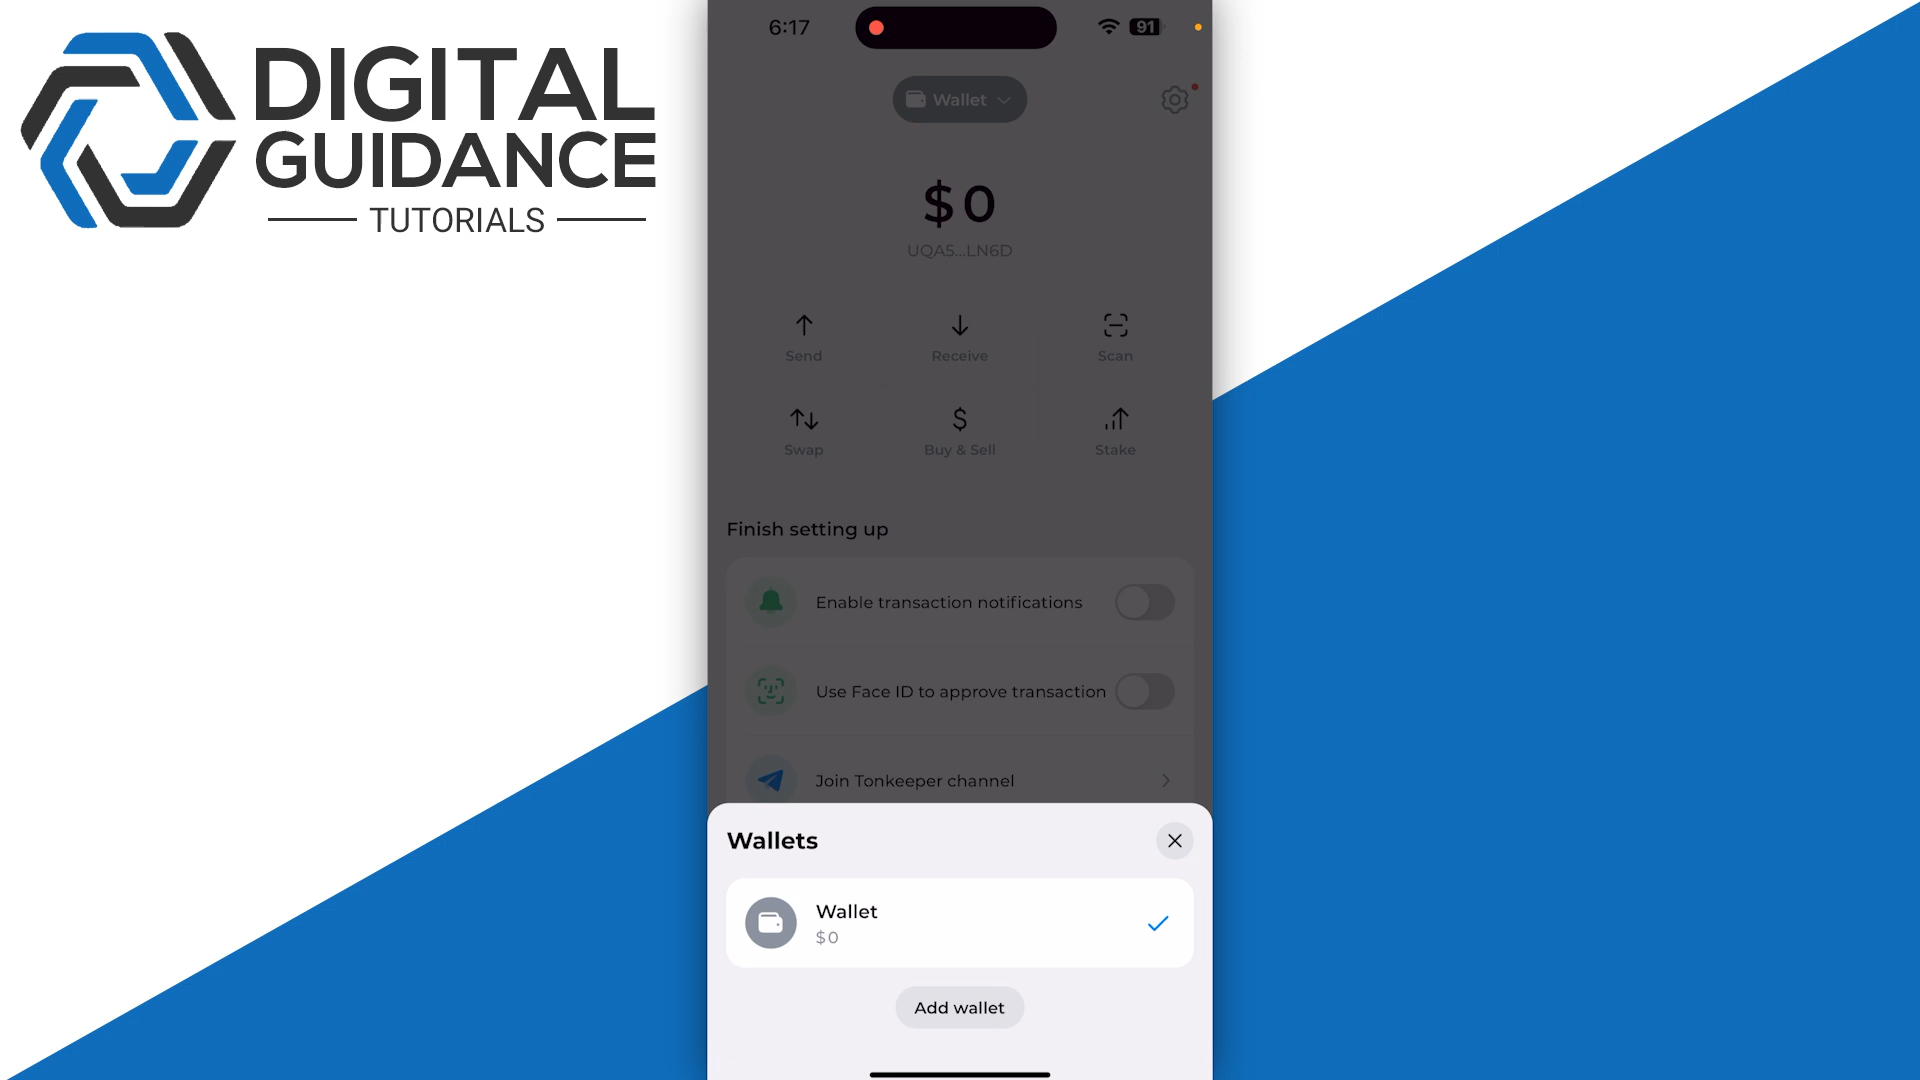 DIGITAL
GUIDANCE
TUTORIALS
6:17
91
Wallet
$0
UQA5...LN6D
Send
Receive
Scan
Swap
Buy & Sell
Stake
Finish setting up
Enable transaction notifications
Use Face ID to approve transaction
Join Tonkeeper channel
Wallets
Wallet
$0
Add wallet